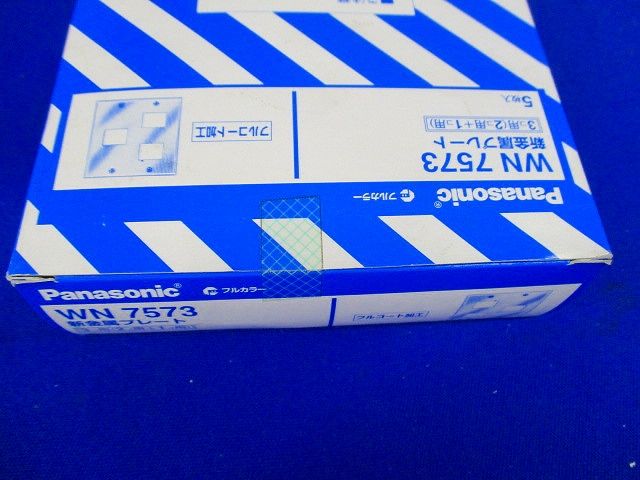 Panasonic® フルカラー
WN 7573
新金属プレート
3コ用(2コ用+1コ用)
5枚入
フルコート加工
Panasonic® フルカラー
WN 7573
新金属プレート
フルコート加工